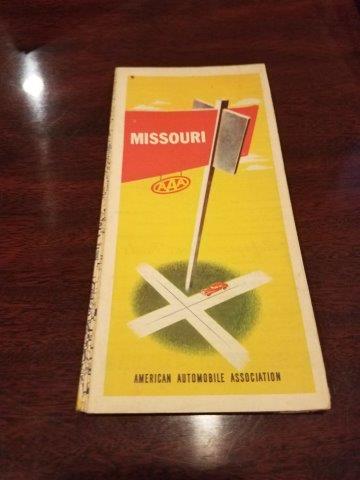 MISSOURI
AAA
AMERICAN AUTOMOBILE ASSOCIATION